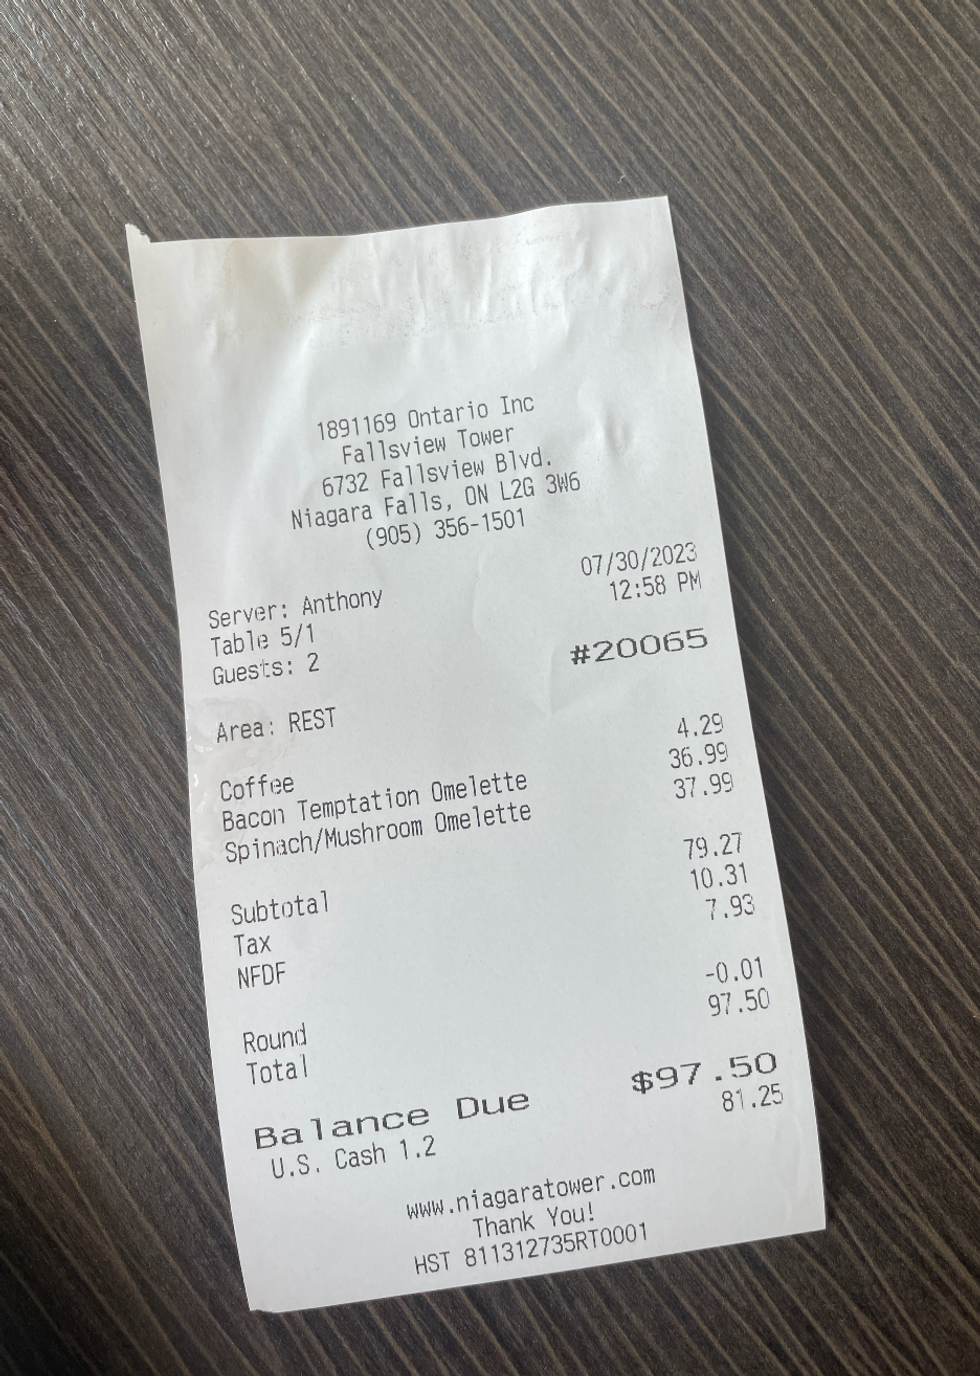 1891169 Ontario Inc
Fallsview Tower
6732 Fallsview Blvd.
Niagara Falls, ON L2G 3W6
(905) 356-1501
Server: Anthony 07/30/2023
Table 5/1 12:58 PM
Guests: 2 #20065
Area: REST
Coffee 4.29
Bacon Temptation Omelette 36.99
Spinach/Mushroom Omelette 37.99
Subtotal 79.27
Tax 10.31
NFDF 7.93
Round -0.01
Total 97.50
Balance Due $97.50
U.S. Cash 1.2 81.25
www.niagaratower.com
Thank You!
HST 811312735RT0001